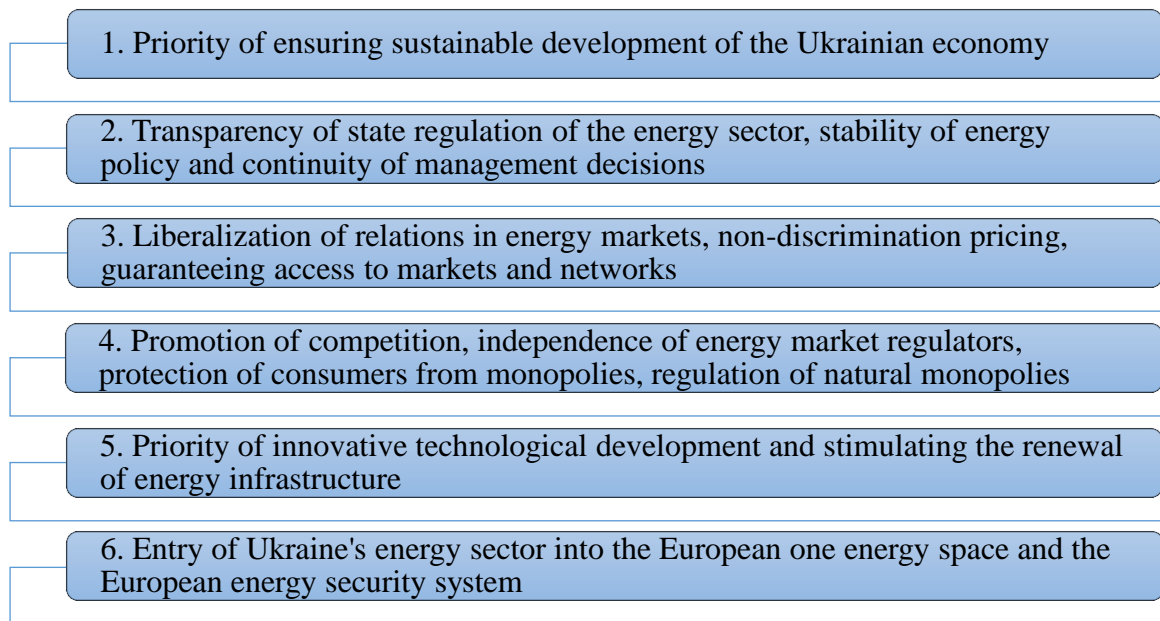 1. Priority of ensuring sustainable development of the Ukrainian economy
2. Transparency of state regulation of the energy sector, stability of energy
policy and continuity of management decisions
3. Liberalization of relations in energy markets, non-discrimination pricing,
guaranteeing access to markets and networks
4. Promotion of competition, independence of energy market regulators,
protection of consumers from monopolies, regulation of natural monopolies
5. Priority of innovative technological development and stimulating the renewal
of energy infrastructure
6. Entry of Ukraine's energy sector into the European one energy space and the
European energy security system